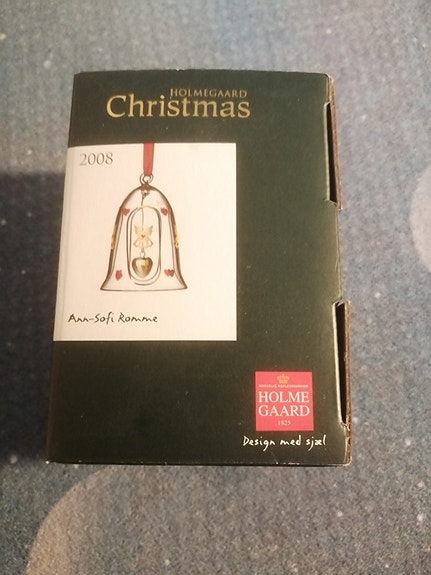 HOLMEGAARD
Christmas
2008
Ann-Sofi Romme
HOLME
GAARD
1825
Design med sjæl